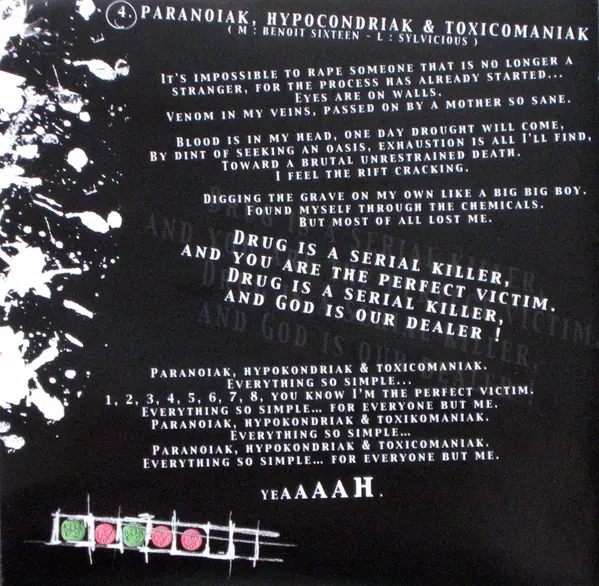 4. PARANOIAK, HYPOCONDRIAK & TOXICOMANIAK
( M : BENOIT SIXTEEN - L : SYLVICIOUS )
IT'S IMPOSSIBLE TO RAPE SOMEONE THAT IS NO LONGER A
STRANGER, FOR THE PROCESS HAS ALREADY STARTED...
EYES ARE ON WALLS.
VENOM IN MY VEINS, PASSED ON BY A MOTHER SO SANE.
BLOOD IS IN MY HEAD, ONE DAY DROUGHT WILL COME,
BY DINT OF SEEKING AN OASIS, EXHAUSTION IS ALL I'LL FIND,
TOWARD A BRUTAL UNRESTRAINED DEATH.
I FEEL THE RIFT CRACKING.
DIGGING THE GRAVE ON MY OWN LIKE A BIG BIG BOY.
FOUND MYSELF THROUGH THE CHEMICALS.
BUT MOST OF ALL LOST ME.
DRUG IS A SERIAL KILLER,
AND YOU ARE THE PERFECT VICTIM.
DRUG IS A SERIAL KILLER,
AND GOD IS OUR DEALER !
PARANOIAK, HYPOKONDRIAK & TOXICOMANIAK.
EVERYTHING SO SIMPLE...
1, 2, 3, 4, 5, 6, 7, 8, YOU KNOW I'M THE PERFECT VICTIM.
EVERYTHING SO SIMPLE... FOR EVERYONE BUT ME.
PARANOIAK, HYPOKONDRIAK & TOXIKOMANIAK.
EVERYTHING SO SIMPLE...
PARANOIAK, HYPOKONDRIAK & TOXICOMANIAK.
EVERYTHING SO SIMPLE... FOR EVERYONE BUT ME.
YEAAAAH.